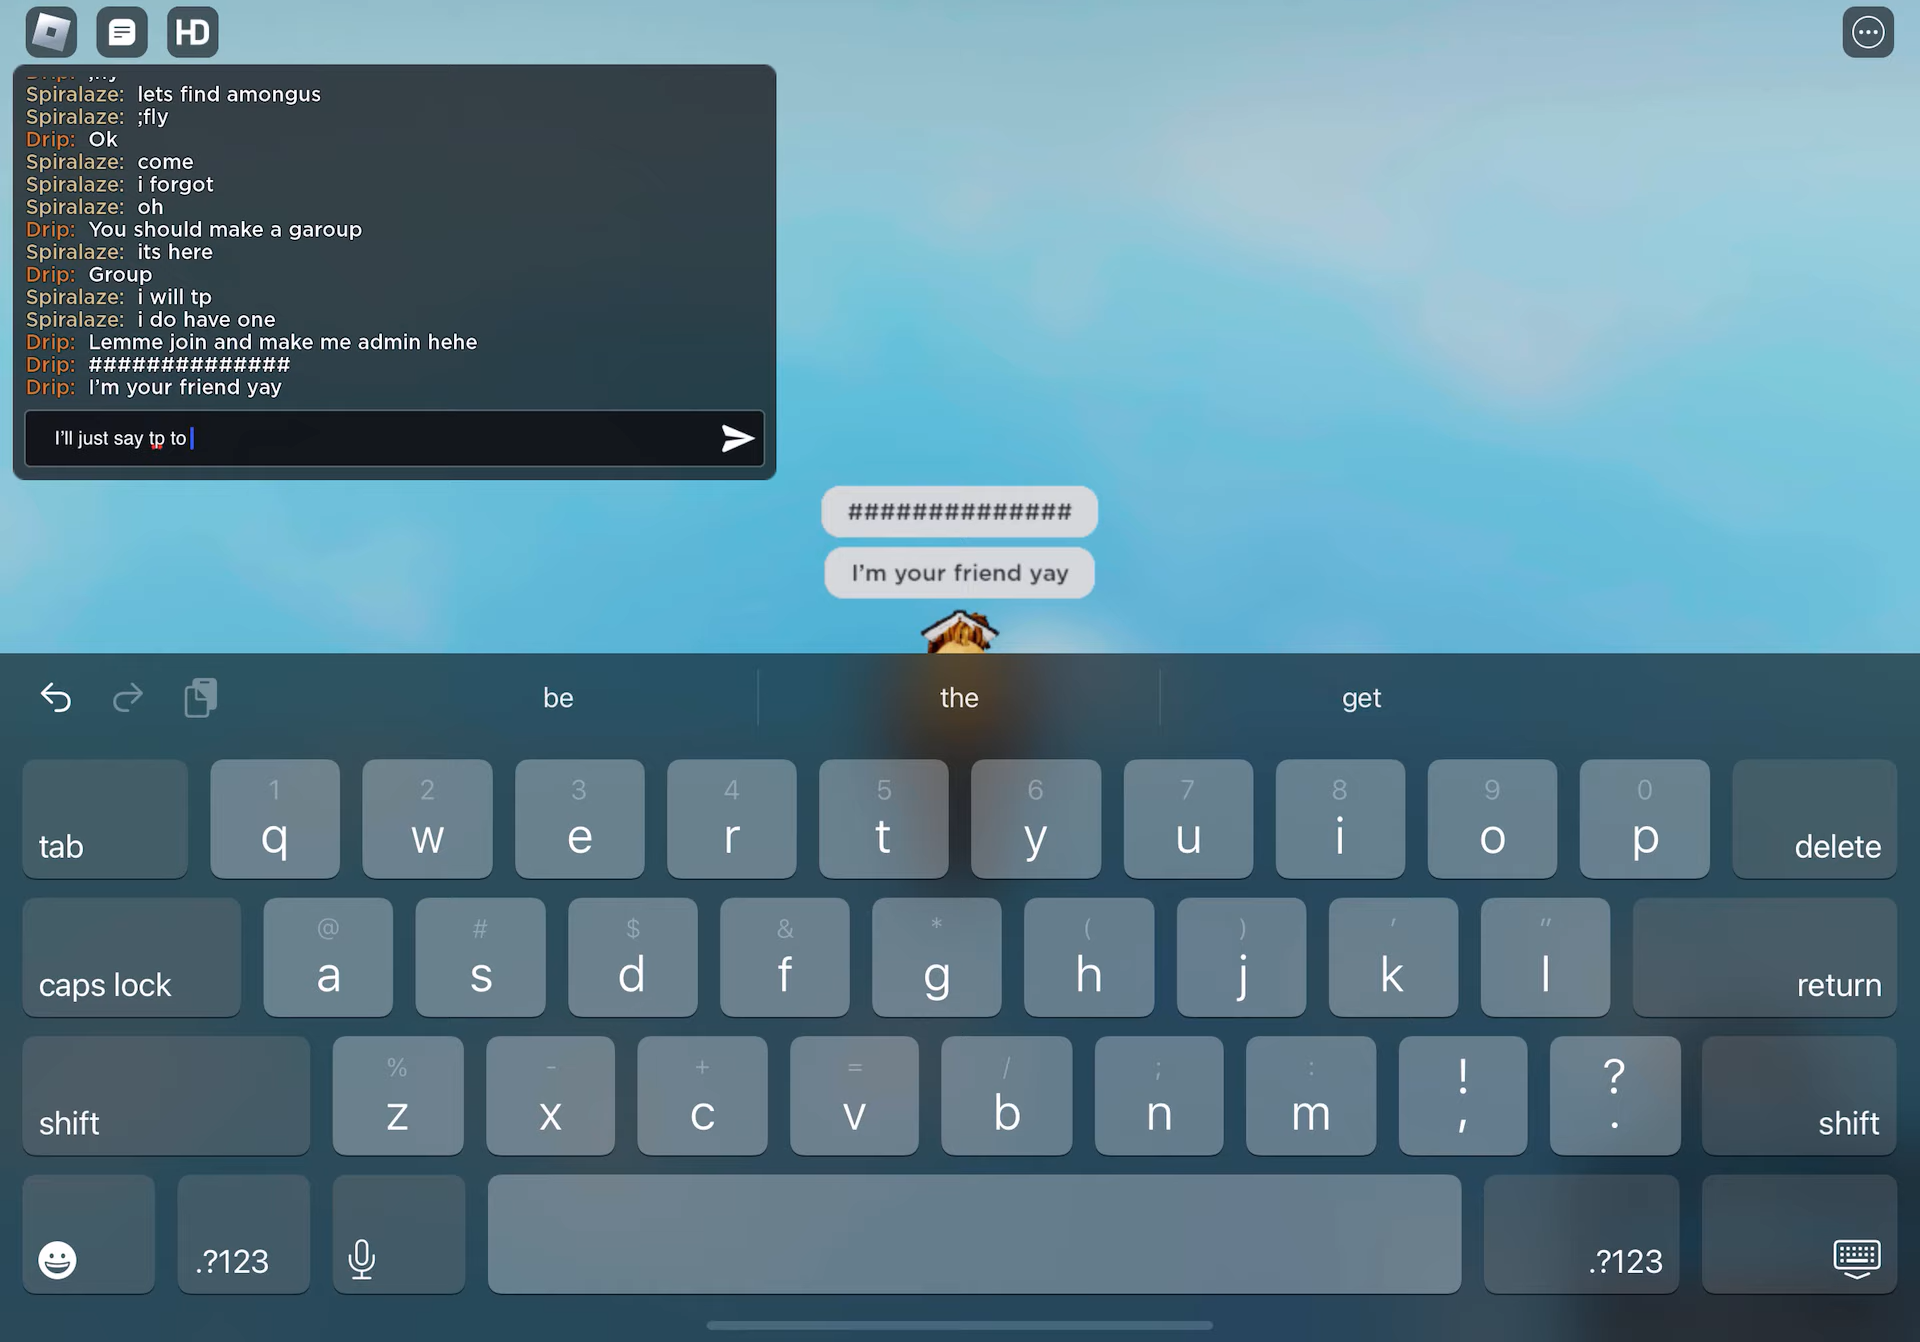 HD
Spiralaze: lets find amongus
Spiralaze: ;fly
Drip: Ok
Spiralaze: come
Spiralaze: i forgot
Spiralaze: oh
Drip: You should make a garoup
Spiralaze: its here
Drip: Group
Spiralaze: i will tp
Spiralaze: i do have one
Drip: Lemme join and make me admin hehe
Drip: ##############
Drip: I'm your friend yay
I'll just say tp to
##############
I'm your friend yay
be the get
1 2 3 4 5 6 7 8 9 0
tab q w e r t y u i o p delete
@ # $ & * ( ) ' "
caps lock a s d f g h j k l return
% - + = / ; : ! ?
shift z x c v b n m , . shift
.?123 .?123